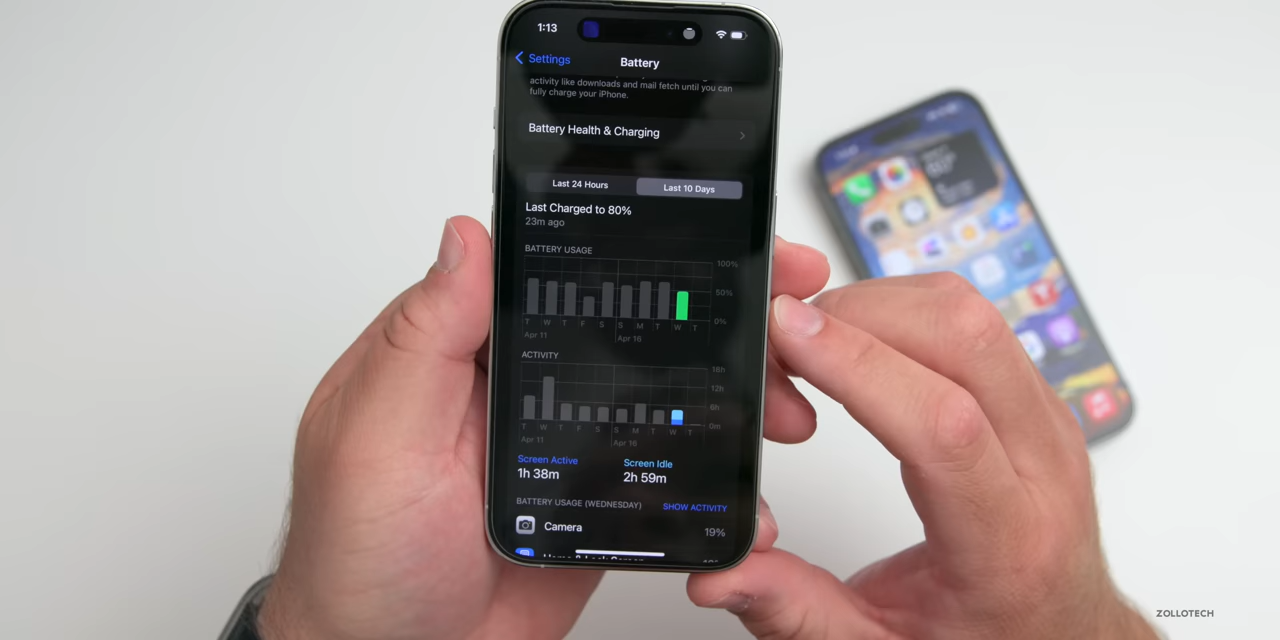 1:13
Settings
Battery
activity like downloads and mail fetch until you can
fully charge your iPhone.
Battery Health & Charging
Last 24 Hours Last 10 Days
Last Charged to 80%
23m ago
BATTERY USAGE
100%
50%
0%
T W T F S S M T W T
Apr 11 Apr 16
ACTIVITY
18h
12h
6h
0m
T W T F S S M T W T
Apr 11 Apr 16
Screen Active Screen Idle
1h 38m 2h 59m
BATTERY USAGE (WEDNESDAY) SHOW ACTIVITY
Camera 19%
Home & Lock Screen
ZOLLOTECH